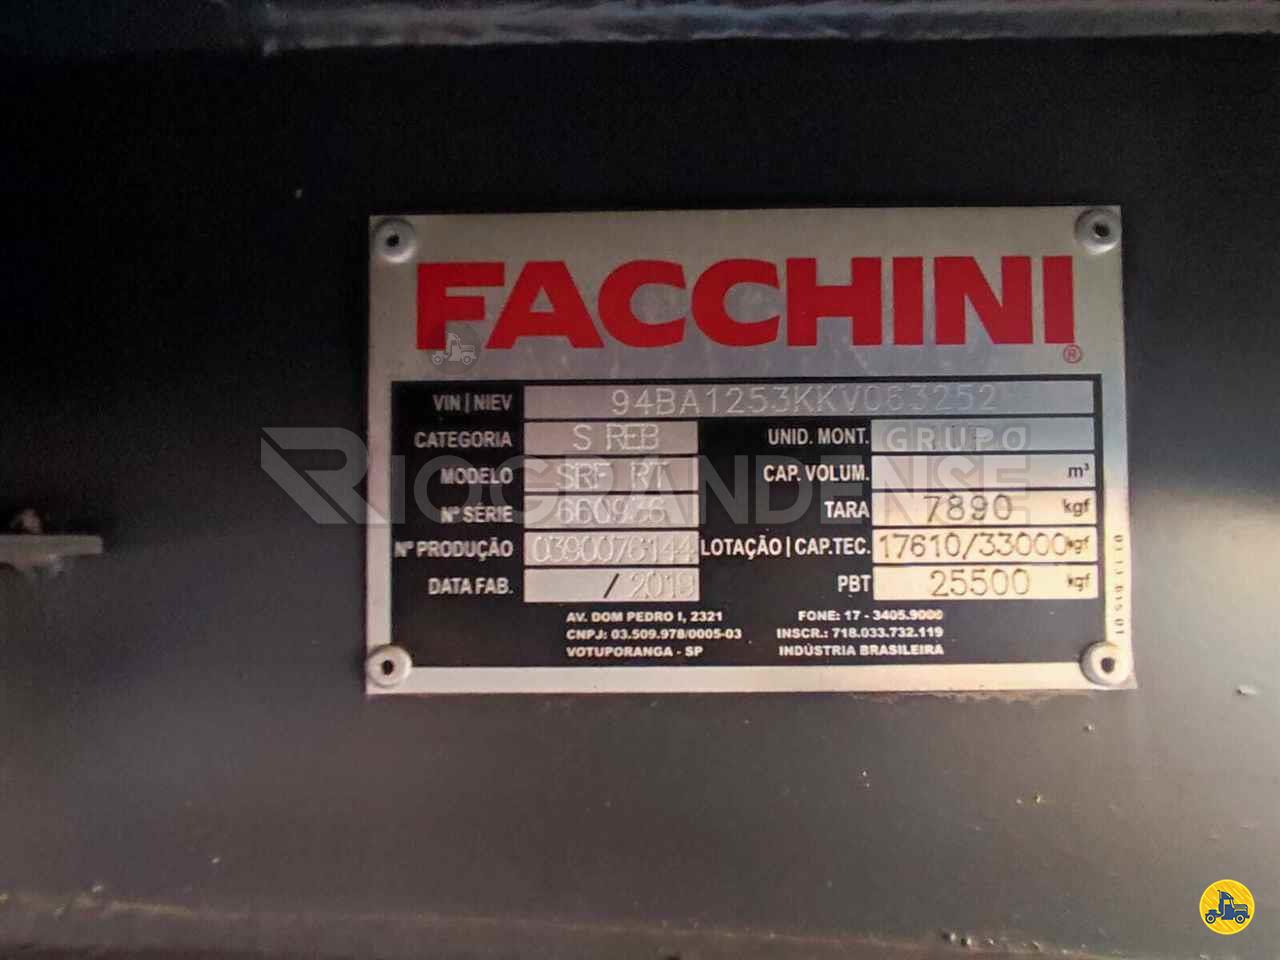 FACCHINI
®
VIN | NIEV 94BA1253KKV063252
CATEGORIA S REB UNID. MONT.
GRUPO
MODELO SRF RT CAP. VOLUM. m³
RIOGRANDENSE
Nº SÉRIE TARA 7890 kgf
Nº PRODUÇÃO 0390076144 LOTAÇÃO | CAP.TEC. 17610/33000 kgf
DATA FAB. / 2019 PBT 25500 kgf
AV. DOM PEDRO I, 2321 FONE: 17 - 3405.9000
CNPJ: 03.509.978/0005-03 INSCR.: 718.033.732.119
VOTUPORANGA - SP INDÚSTRIA BRASILEIRA